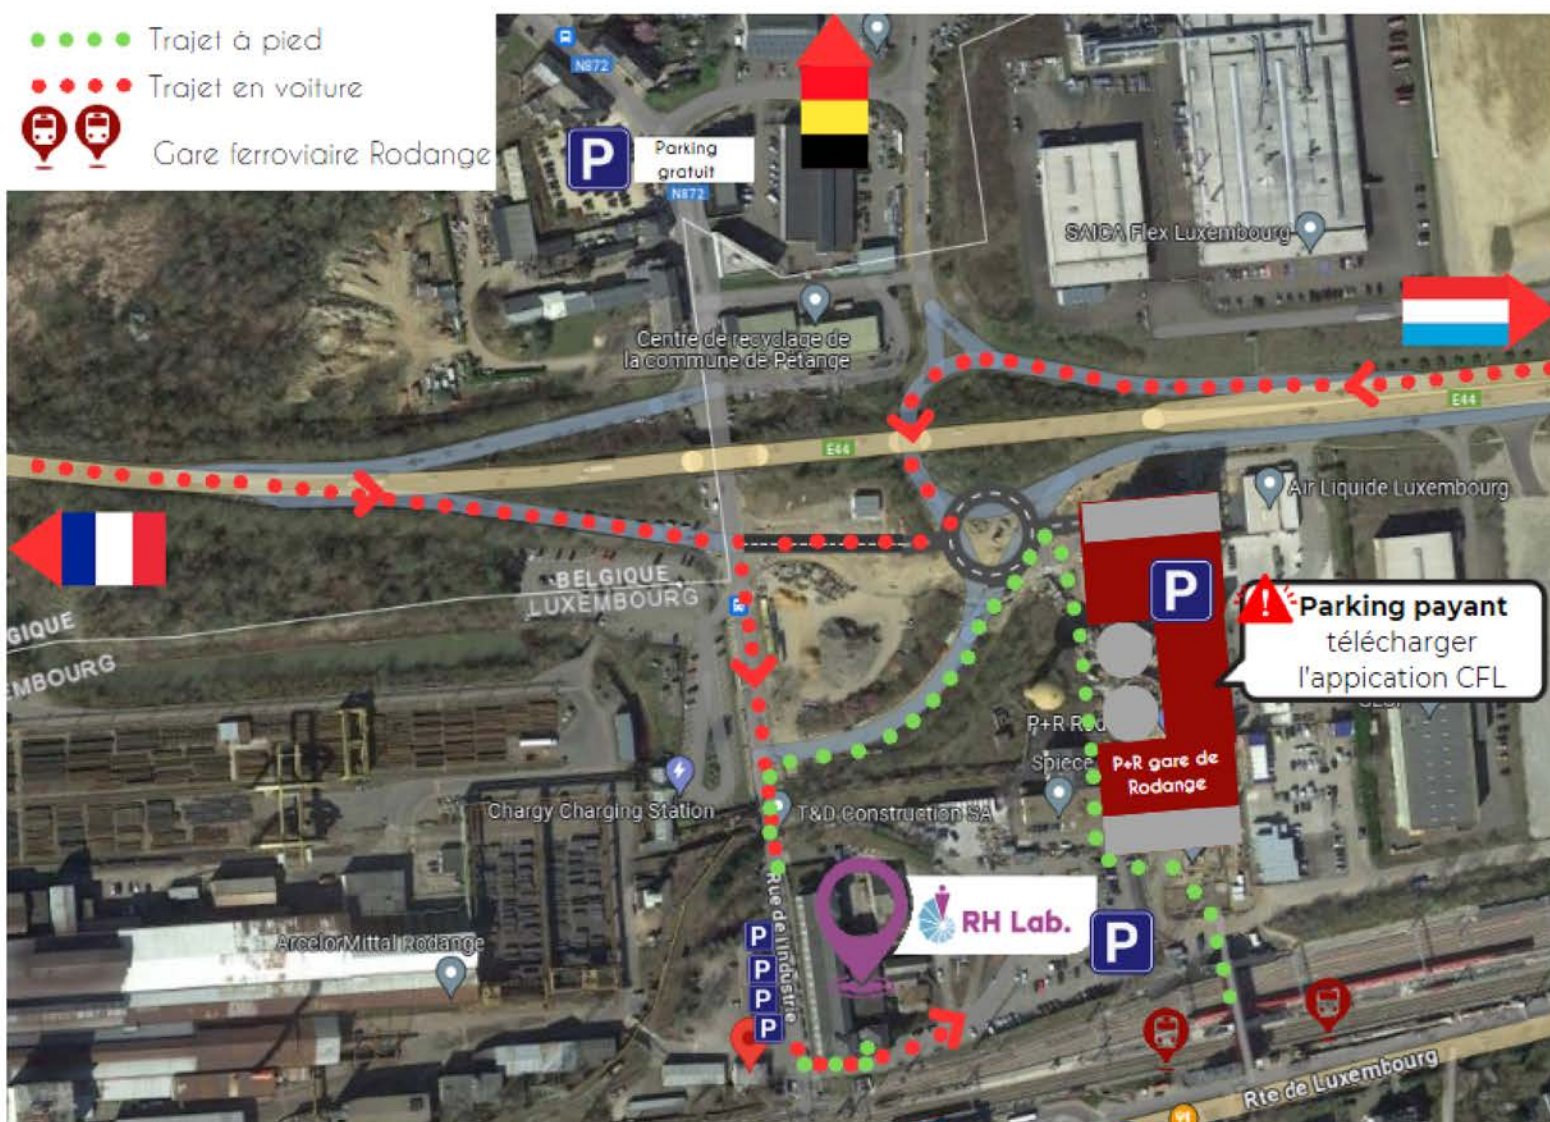 Trajet à pied
Trajet en voiture
Gare ferroviaire Rodange
N872
P
Parking
gratuit
N872
SAICA Flex Luxembourg
Centre de recyclage de
la commune de Pétange
E44
E44
Air Liquide Luxembourg
BELGIQUE
LUXEMBOURG
GIQUE
EMBOURG
P
Parking payant
télécharger
l'appication CFL
P+R Rod
Spiece
P+R gare de
Rodange
Chargy Charging Station
T&D Construction SA
Rue de l'Industrie
RH Lab.
ArcelorMittal Rodange
P
P
P
P
P
Rte de Luxembourg